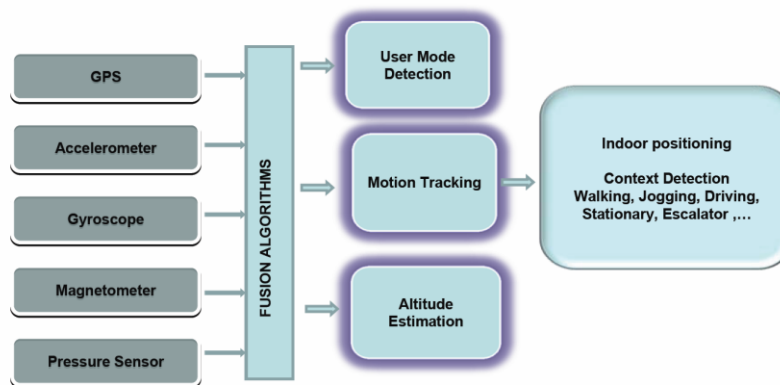 GPS
Accelerometer
Gyroscope
Magnetometer
Pressure Sensor
FUSION ALGORITHMS
User Mode
Detection
Motion Tracking
Altitude
Estimation
Indoor positioning
Context Detection
Walking, Jogging, Driving,
Stationary, Escalator ,...